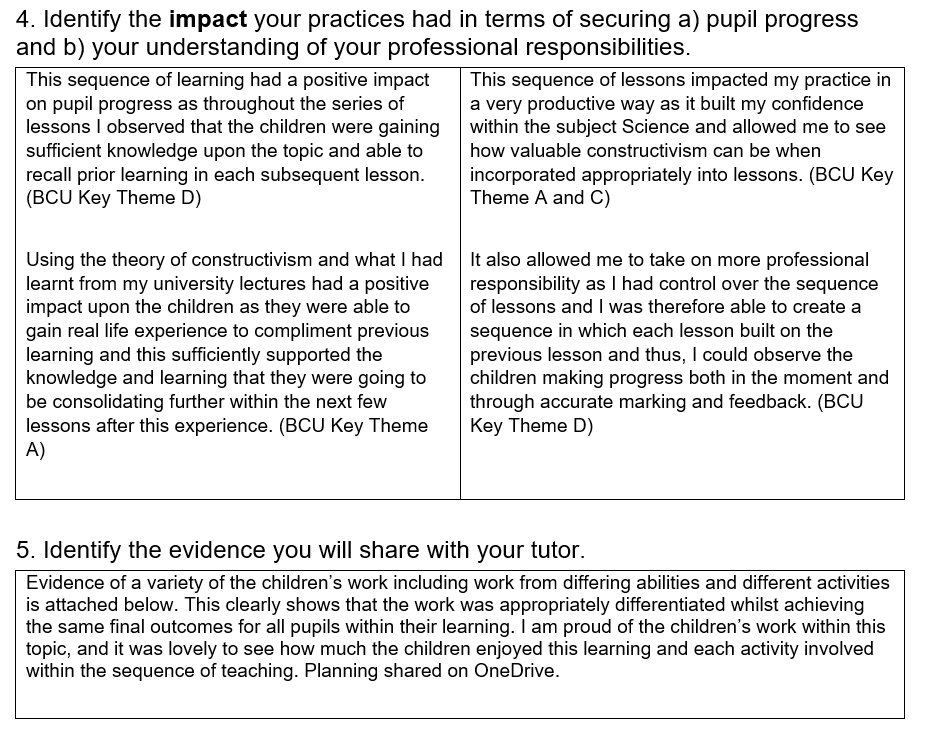 4. Identify the impact your practices had in terms of securing a) pupil progress
and b) your understanding of your professional responsibilities.
This sequence of learning had a positive impact
on pupil progress as throughout the series of
lessons I observed that the children were gaining
sufficient knowledge upon the topic and able to
recall prior learning in each subsequent lesson.
(BCU Key Theme D)
Using the theory of constructivism and what I had
learnt from my university lectures had a positive
impact upon the children as they were able to
gain real life experience to compliment previous
learning and this sufficiently supported the
knowledge and learning that they were going to
be consolidating further within the next few
lessons after this experience. (BCU Key Theme
A)
This sequence of lessons impacted my practice in
a very productive way as it built my confidence
within the subject Science and allowed me to see
how valuable constructivism can be when
incorporated appropriately into lessons. (BCU Key
Theme A and C)
It also allowed me to take on more professional
responsibility as I had control over the sequence
of lessons and I was therefore able to create a
sequence in which each lesson built on the
previous lesson and thus, I could observe the
children making progress both in the moment and
through accurate marking and feedback. (BCU
Key Theme D)
5. Identify the evidence you will share with your tutor.
Evidence of a variety of the children’s work including work from differing abilities and different activities
is attached below. This clearly shows that the work was appropriately differentiated whilst achieving
the same final outcomes for all pupils within their learning. I am proud of the children’s work within this
topic, and it was lovely to see how much the children enjoyed this learning and each activity involved
within the sequence of teaching. Planning shared on OneDrive.